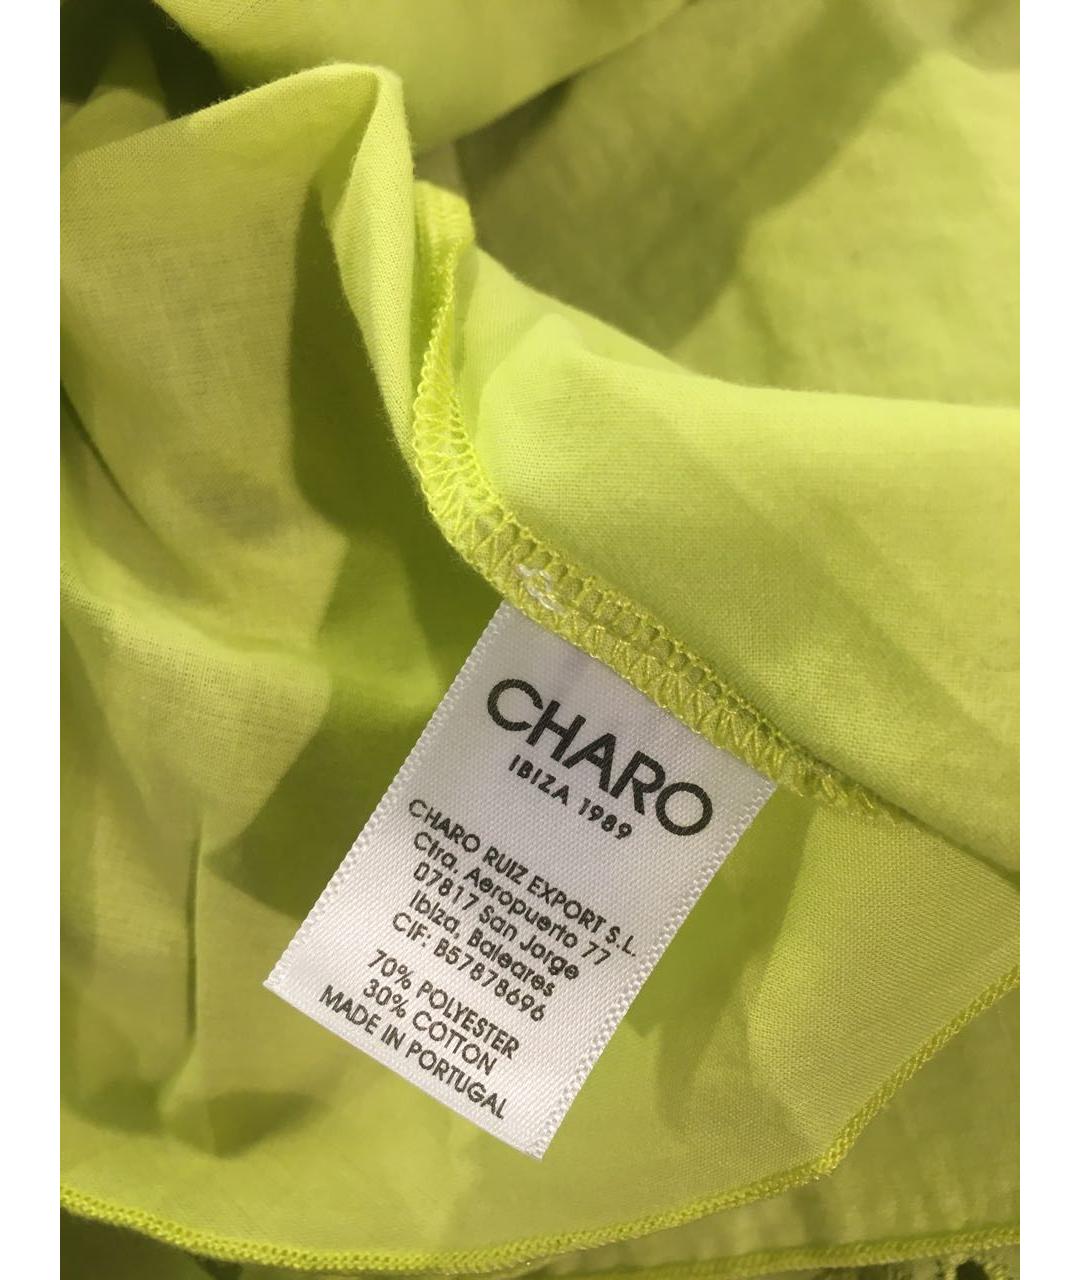 CHARO
IBIZA 1989
CHARO RUIZ EXPORT S.L.
Ctra. Aeropuerto 77
07817 San Jorge
Ibiza, Baleares
CIF: B57878696
70% POLYESTER
30% COTTON
MADE IN PORTUGAL